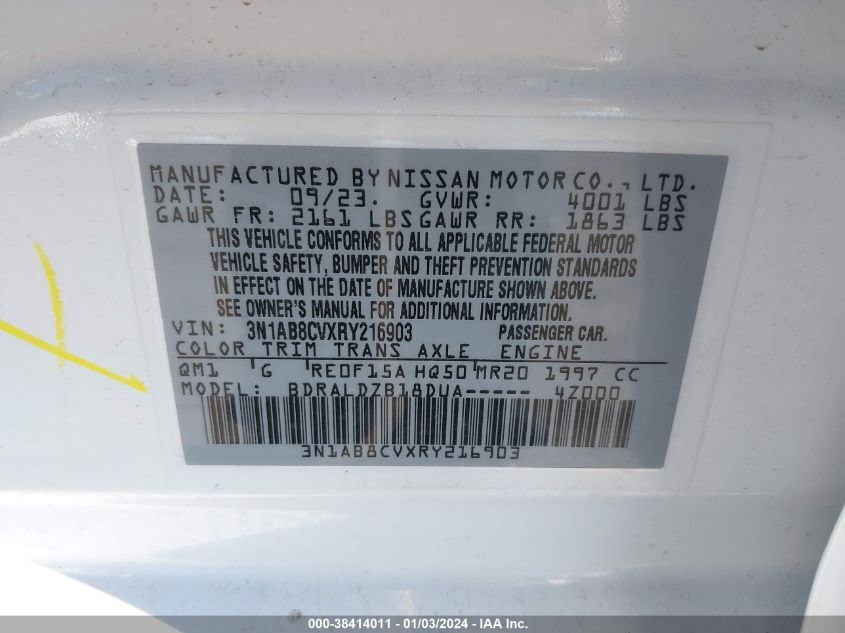 MANUFACTURED BY NISSAN MOTOR CO., LTD.
DATE: 09/23. GVWR: 4001 LBS
GAWR FR: 2161 LBS GAWR RR: 1863 LBS
THIS VEHICLE CONFORMS TO ALL APPLICABLE FEDERAL MOTOR
VEHICLE SAFETY, BUMPER AND THEFT PREVENTION STANDARDS
IN EFFECT ON THE DATE OF MANUFACTURE SHOWN ABOVE.
SEE OWNER'S MANUAL FOR ADDITIONAL INFORMATION.
VIN: 3N1AB8CVXRY216903 PASSENGER CAR.
COLOR TRIM TRANS AXLE ENGINE
QM1 G RE0F15A HQ50 MR20 1997 CC
MODEL: BDRALDZB18DUA----- 4Z000
3N1AB8CVXRY216903
000-38414011 - 01/03/2024 - IAA Inc.